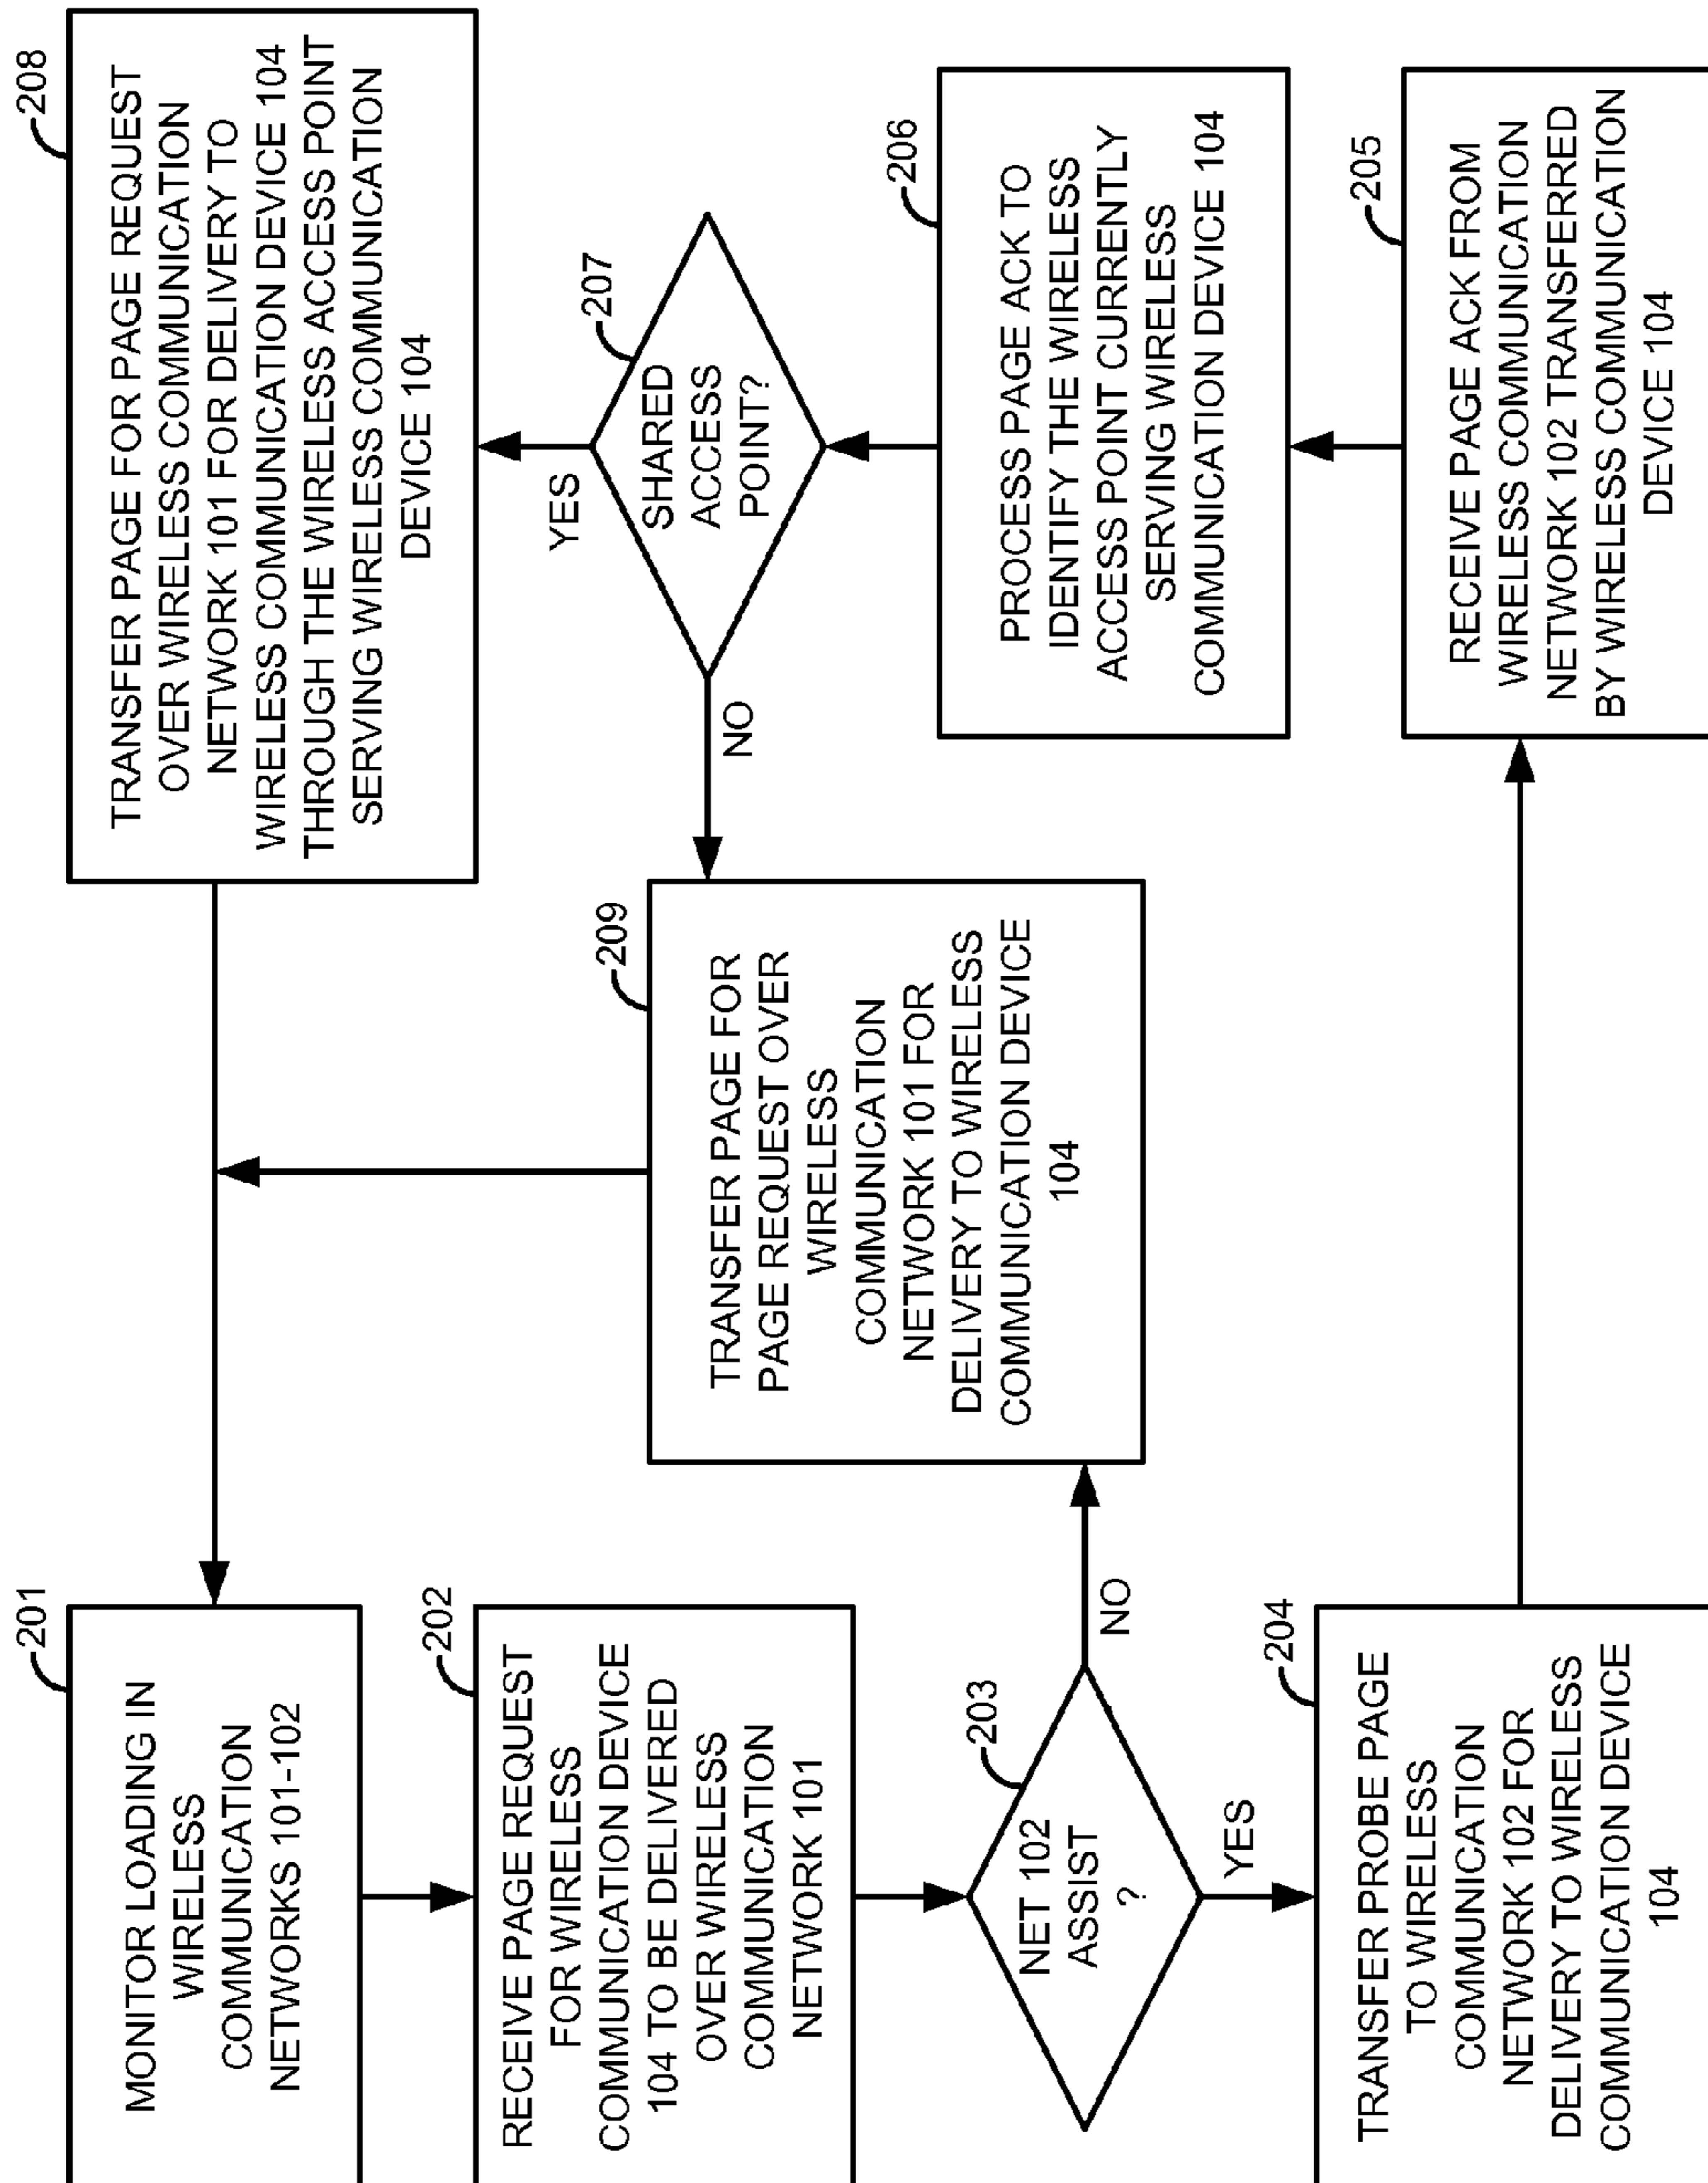 201
MONITOR LOADING IN
WIRELESS
COMMUNICATION
NETWORKS 101-102
202
RECEIVE PAGE REQUEST
FOR WIRELESS
COMMUNICATION DEVICE
104 TO BE DELIVERED
OVER WIRELESS
COMMUNICATION
NETWORK 101
203
NET 102
ASSIST
?
NO
YES
204
TRANSFER PROBE PAGE
TO WIRELESS
COMMUNICATION
NETWORK 102 FOR
DELIVERY TO WIRELESS
COMMUNICATION DEVICE
104
205
RECEIVE PAGE ACK FROM
WIRELESS COMMUNICATION
NETWORK 102 TRANSFERRED
BY WIRELESS COMMUNICATION
DEVICE 104
206
PROCESS PAGE ACK TO
IDENTIFY THE WIRELESS
ACCESS POINT CURRENTLY
SERVING WIRELESS
COMMUNICATION DEVICE 104
207
SHARED
ACCESS
POINT?
YES
NO
208
TRANSFER PAGE FOR PAGE REQUEST
OVER WIRELESS COMMUNICATION
NETWORK 101 FOR DELIVERY TO
WIRELESS COMMUNICATION DEVICE 104
THROUGH THE WIRELESS ACCESS POINT
SERVING WIRELESS COMMUNICATION
DEVICE 104
209
TRANSFER PAGE FOR
PAGE REQUEST OVER
WIRELESS
COMMUNICATION
NETWORK 101 FOR
DELIVERY TO WIRELESS
COMMUNICATION DEVICE
104